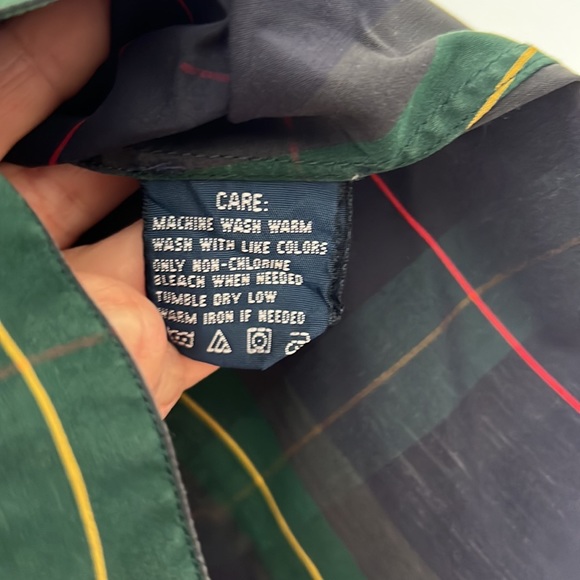 CARE:
MACHINE WASH WARM
WASH WITH LIKE COLORS
ONLY NON-CHLORINE
BLEACH WHEN NEEDED
TUMBLE DRY LOW
WARM IRON IF NEEDED